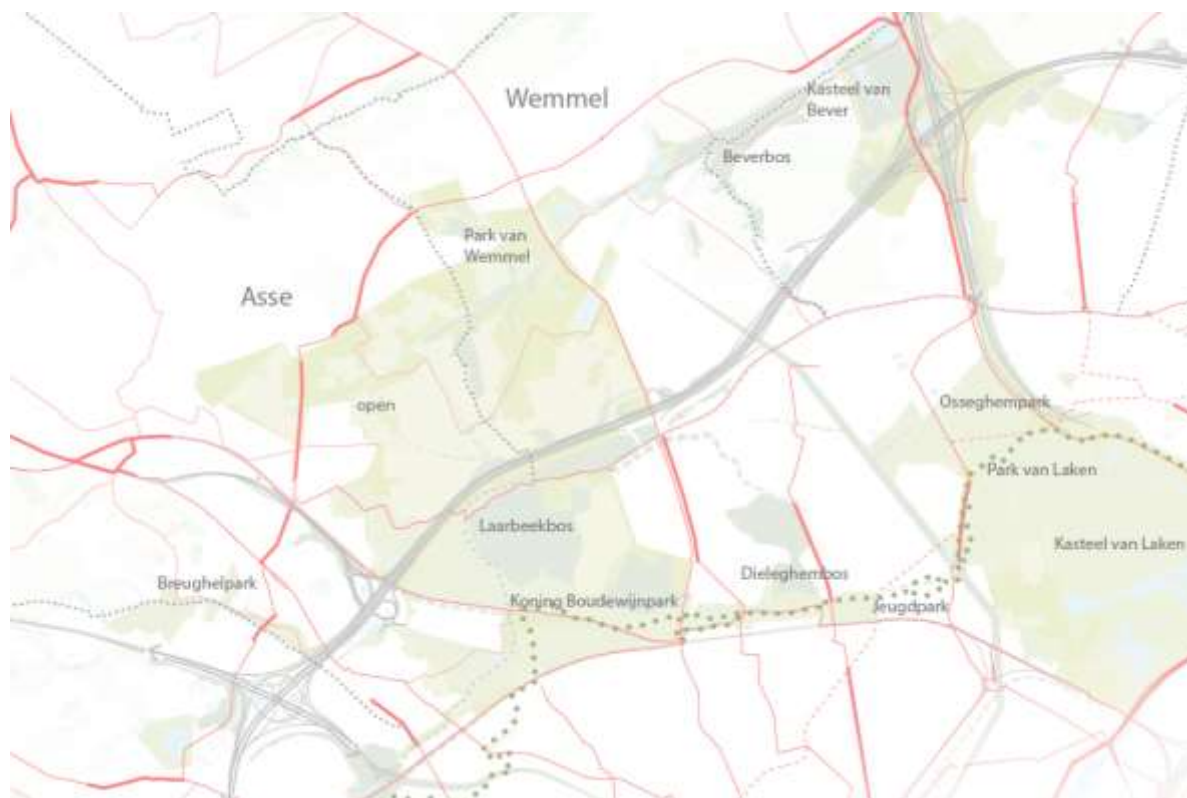 Wemmel
Kasteel van
Bever
Beverbos
Park van
Wemmel
Asse
open
Osseghempark
Park van Laken
Laarbeekbos
Kasteel van Laken
Breughelpark
Dieleghembos
Koning Boudewijnpark
Jeugdpark